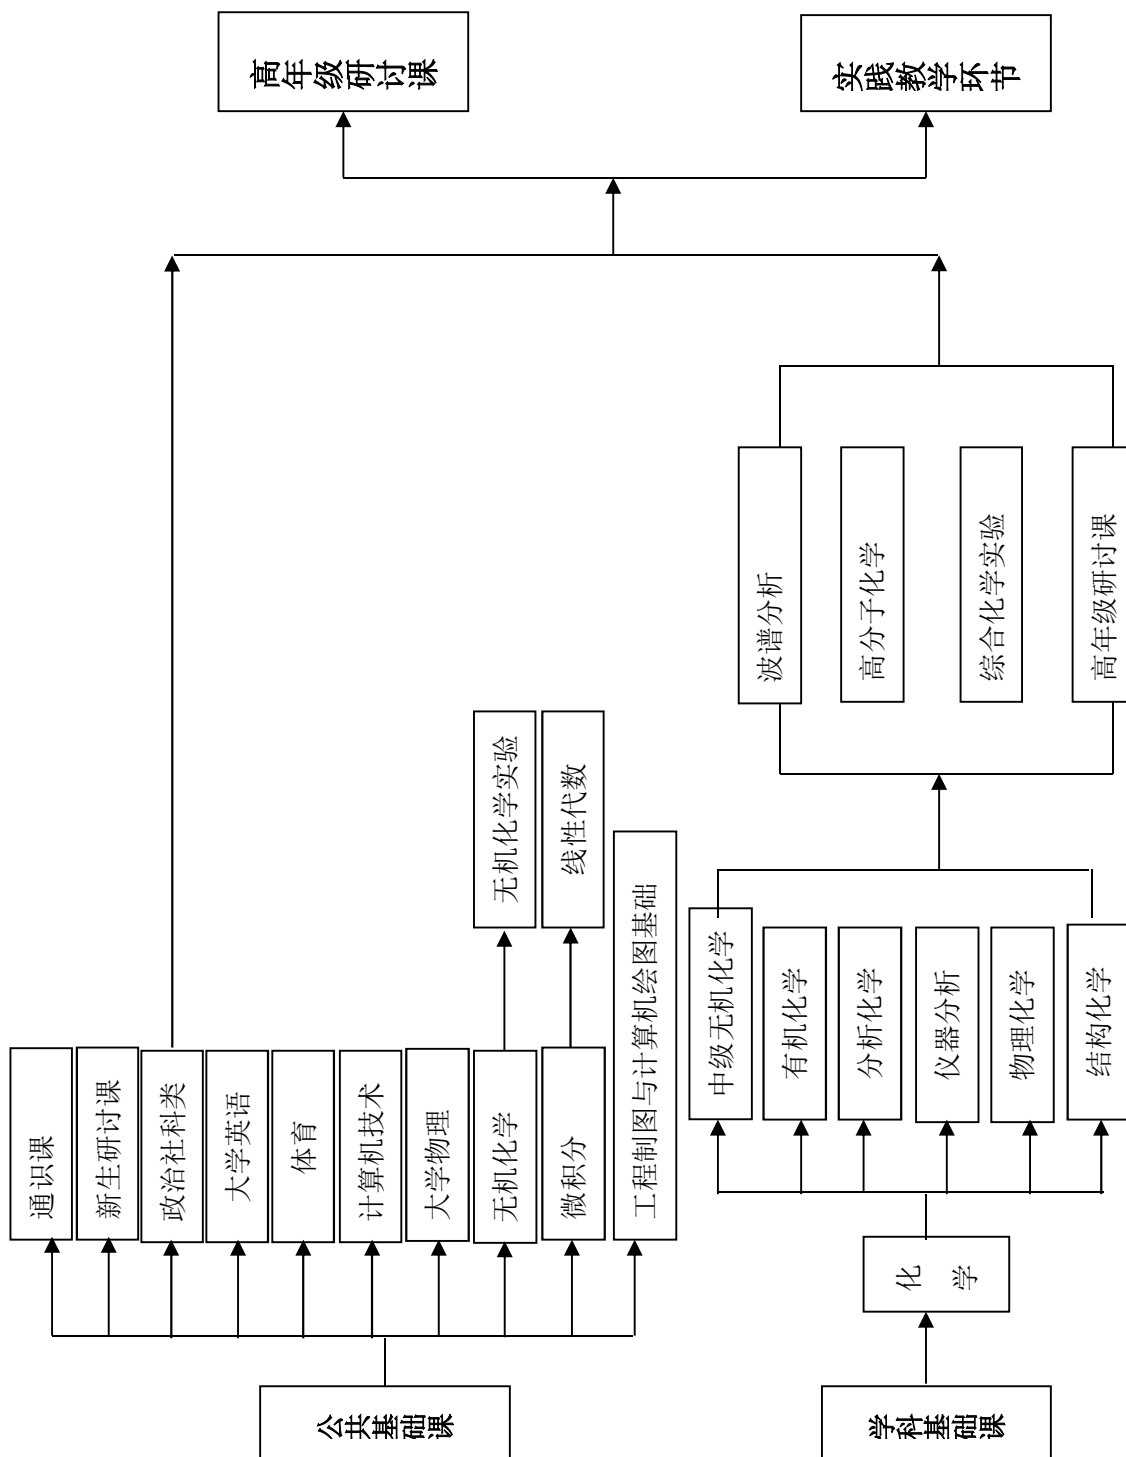 高年级研讨课
实践教学环节
波谱分析
高分子化学
综合化学实验
高年级研讨课
无机化学实验
线性代数
工程制图与计算机绘图基础
中级无机化学
有机化学
分析化学
仪器分析
物理化学
结构化学
通识课
新生研讨课
政治社科类
大学英语
体育
计算机技术
大学物理
无机化学
微积分
化 学
公共基础课
学科基础课